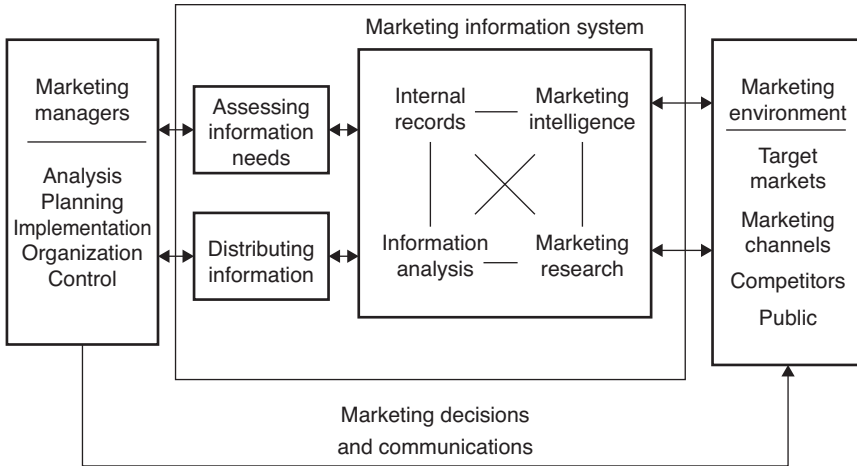 Marketing information system
Marketing
managers
Analysis
Planning
Implementation
Organization
Control
Assessing
information
needs
Distributing
information
Internal
records
Marketing
intelligence
Information
analysis
Marketing
research
Marketing
environment
Target
markets
Marketing
channels
Competitors
Public
Marketing decisions
and communications